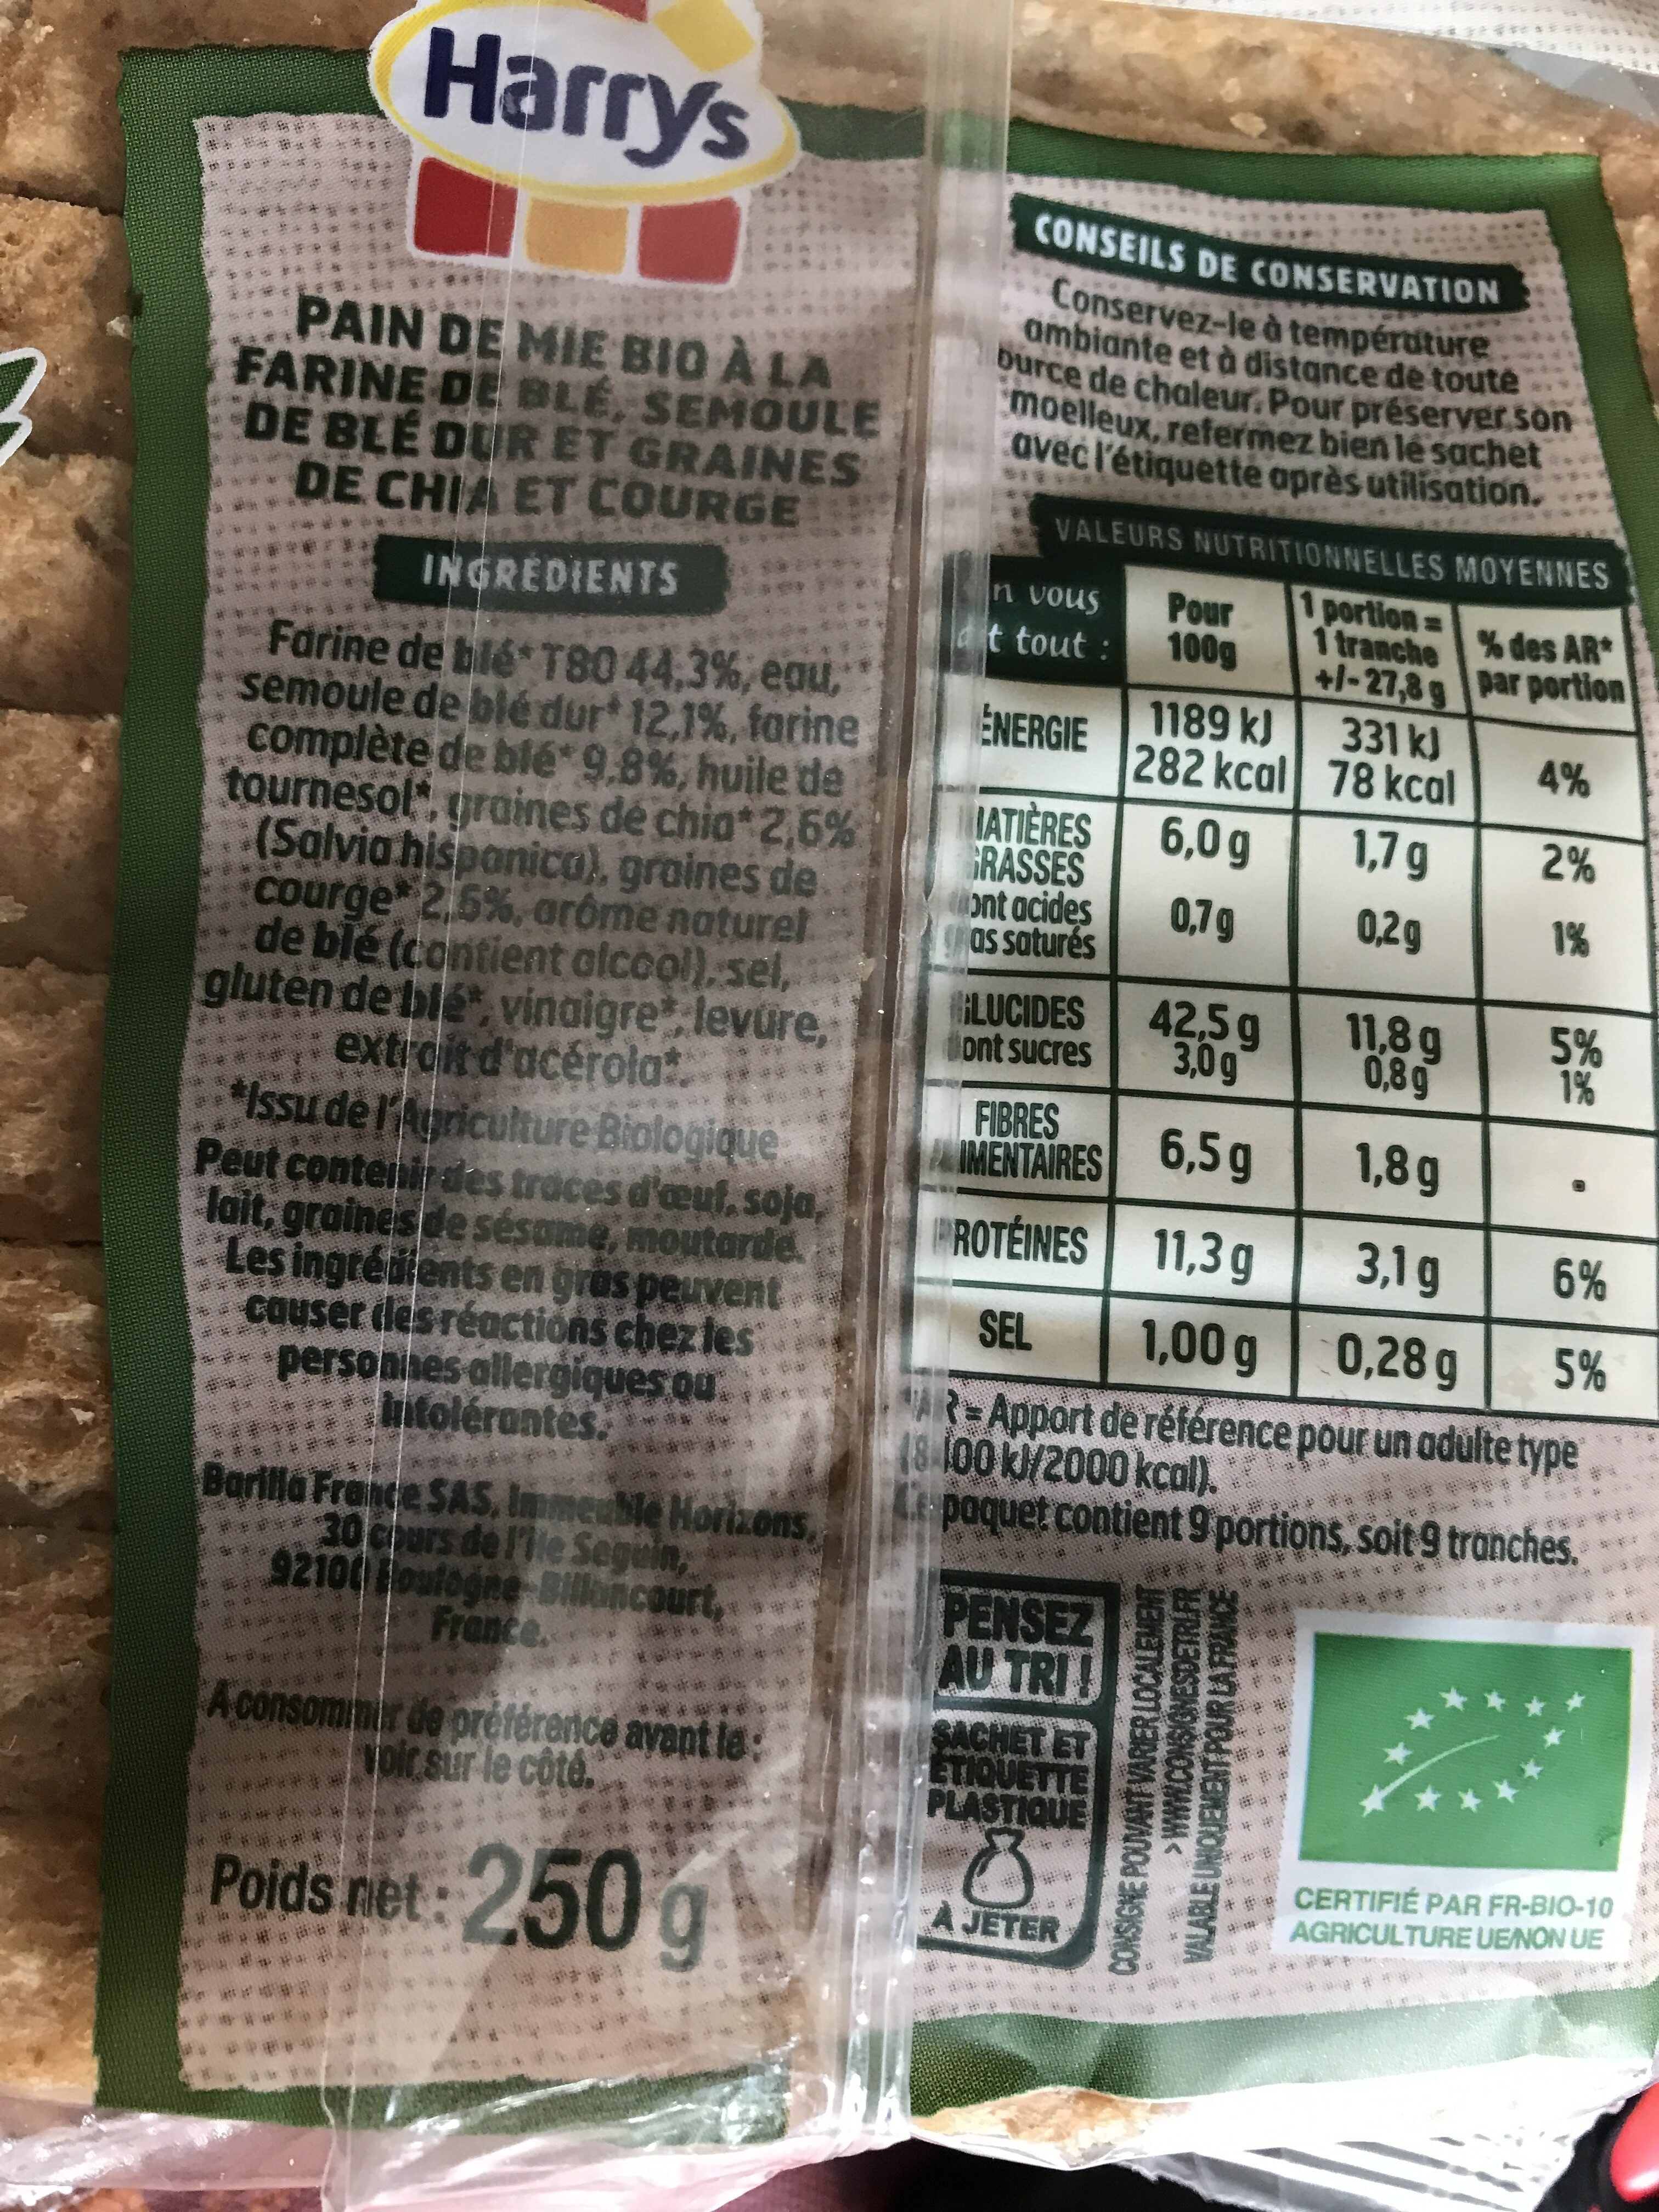 Harrys
PAIN DE MIE BIO À LA
FARINE DE BLÉ, SEMOULE
DE BLÉ DUR ET GRAINES
DE CHIA ET COURGE
INGRÉDIENTS
Farine de blé* T80 44,3%, eau,
semoule de blé dur* 12,1%, farine
complète de blé* 9,8%, huile de
tournesol*, graines de chia* 2,6%
(Salvia hispanica), graines de
courge* 2,6%, arôme naturel
de blé (contient alcool), sel,
gluten de blé*, vinaigre*, levure,
extrait d'acérola*.
*Issu de l'Agriculture Biologique
Peut contenir des traces d'œuf, soja,
lait, graines de sésame, moutarde.
Les ingrédients en gras peuvent
causer des réactions chez les
personnes allergiques ou
intolérantes.
Barilla France SAS, Immeuble Horizons,
30 cours de l'Ile Seguin,
92100 Boulogne-Billancourt,
France.
A consommer de préférence avant le :
voir sur le côté.
Poids net : 250 g
CONSEILS DE CONSERVATION
Conservez-le à température
ambiante et à distance de toute
ource de chaleur. Pour préserver son
moelleux, refermez bien le sachet
avec l'étiquette après utilisation.
VALEURS NUTRITIONNELLES MOYENNES
n vous
t tout :
Pour
100g
1 portion =
1 tranche
+/- 27,8 g
% des AR*
par portion
ÉNERGIE 1189 kJ 331 kJ
282 kcal 78 kcal 4%
MATIÈRES
GRASSES 6,0 g 1,7 g 2%
ont acides
as saturés 0,7 g 0,2 g 1%
GLUCIDES 42,5 g 11,8 g 5%
ont sucres 3,0 g 0,8 g 1%
FIBRES
IMENTAIRES 6,5 g 1,8 g -
PROTÉINES 11,3 g 3,1 g 6%
SEL 1,00 g 0,28 g 5%
*AR = Apport de référence pour un adulte type
(8400 kJ/2000 kcal).
Le paquet contient 9 portions, soit 9 tranches.
PENSEZ
AU TRI !
SACHET ET
ÉTIQUETTE
PLASTIQUE
À JETER
CONSIGNE POUVANT VARIER LOCALEMENT
> WWW.CONSIGNESDETRI.FR
VALABLE UNIQUEMENT POUR LA FRANCE
CERTIFIÉ PAR FR-BIO-10
AGRICULTURE UE/NON UE